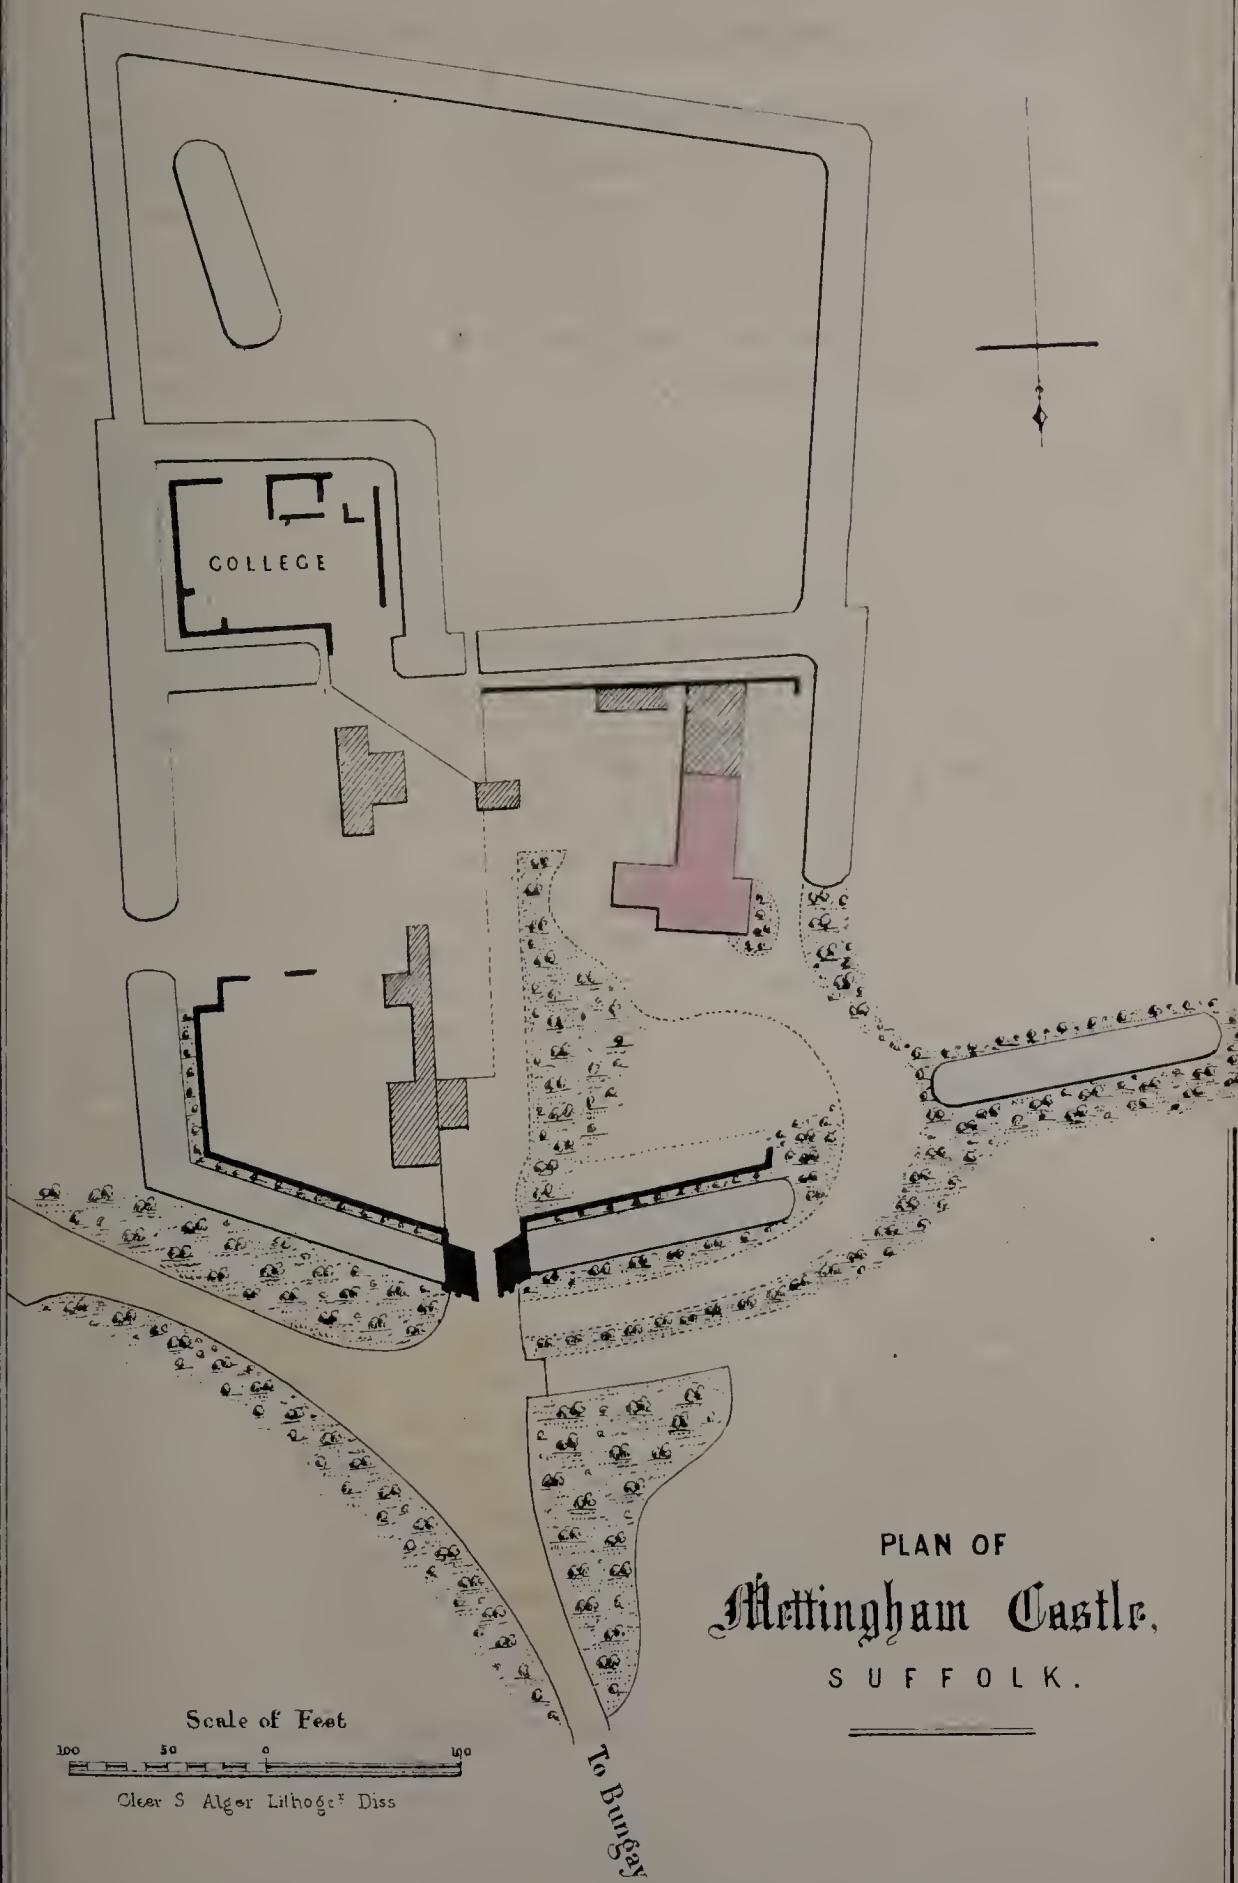 COLLEGE
PLAN OF
Mettingham Castle,
SUFFOLK.
Scale of Feet
100 50 0 100
Cleer S Alger Lithogr Diss
To Bungay